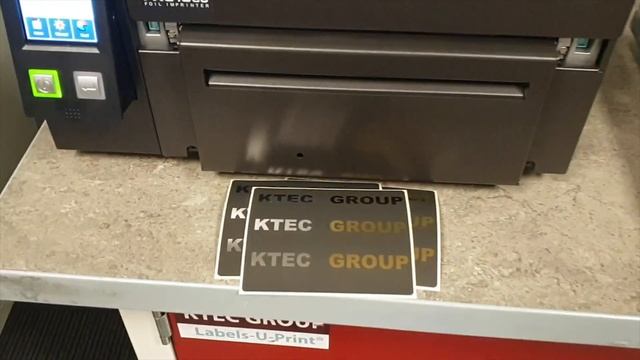 FOIL IMPRINTER
KTEC GROUP
KTEC GROUP
KTEC GROUP
KTEC GROUP
Labels-U-Print